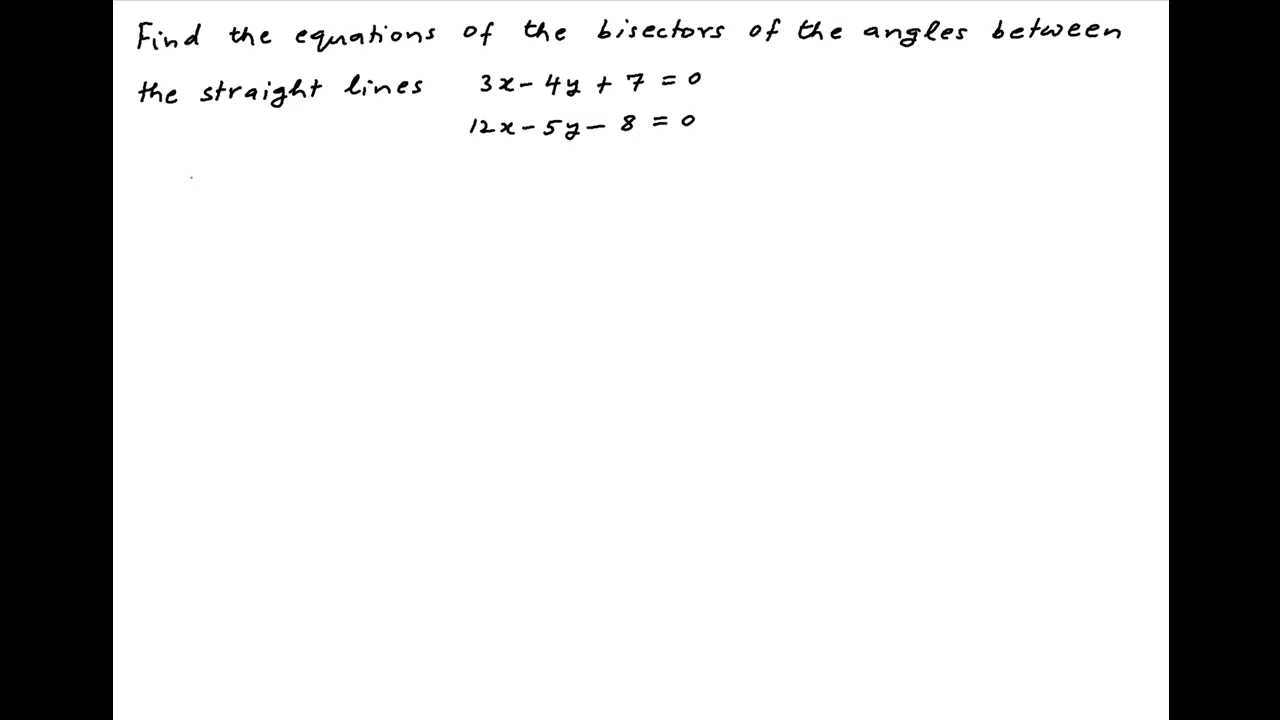 Find the equations of the bisectors of the angles between
the straight lines 3x - 4y + 7 = 0
12x - 5y - 8 = 0